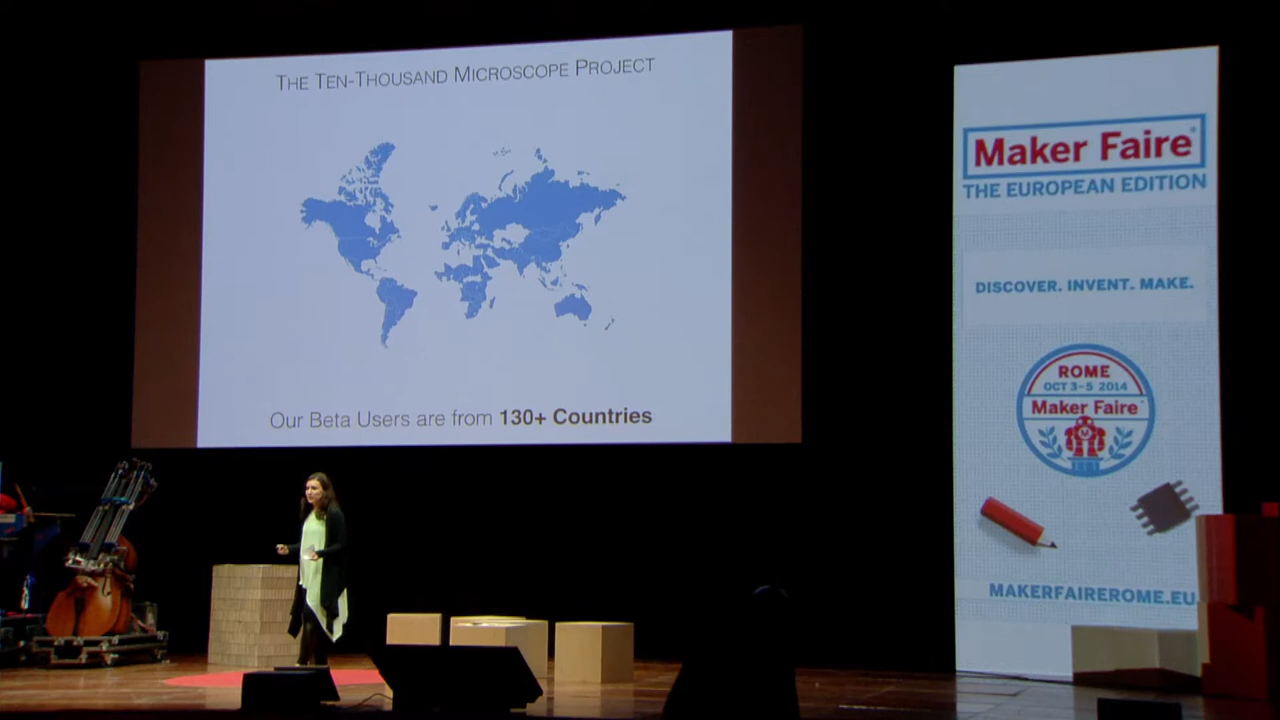 THE TEN-THOUSAND MICROSCOPE PROJECT
Our Beta Users are from 130+ Countries
Maker Faire
THE EUROPEAN EDITION
DISCOVER. INVENT. MAKE.
ROME
OCT 3-5 2014
Maker Faire
MAKERFAIREROME.EU